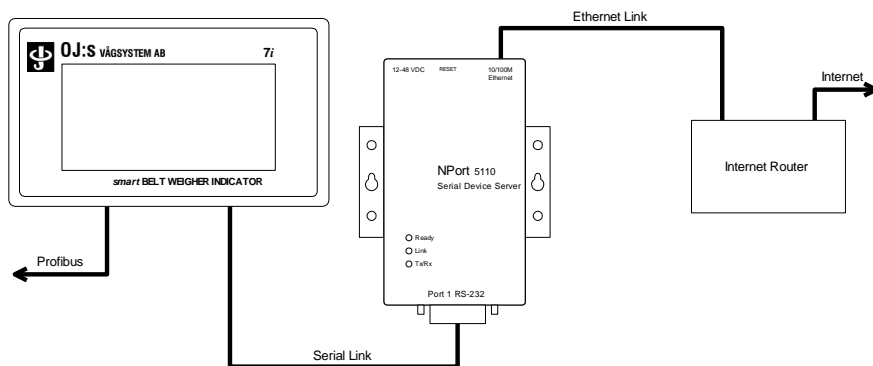 OJ:S VÅGSYSTEM AB
7i
smart BELT WEIGHER INDICATOR
Profibus
Serial Link
Ethernet Link
12-48 VDC
RESET
10/100M
Ethernet
NPort 5110
Serial Device Server
Ready
Link
Tx/Rx
Port 1 RS-232
Internet
Internet Router